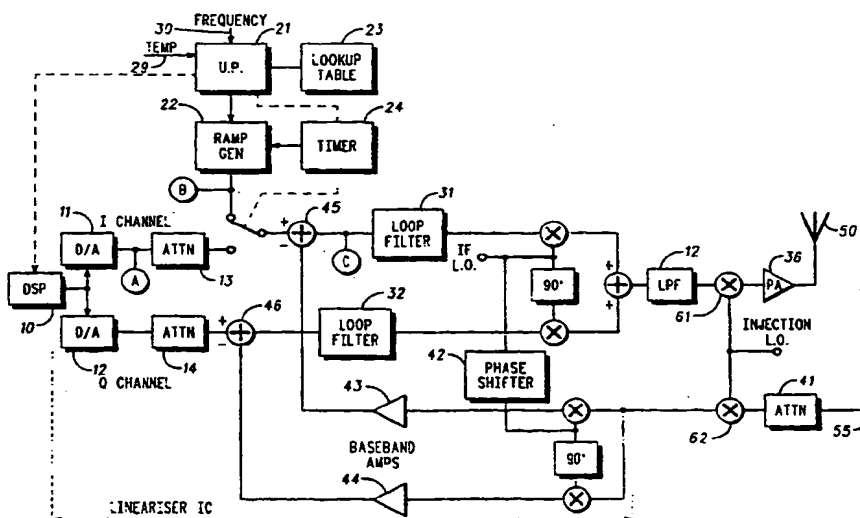 FREQUENCY
30
21
23
TEMP
29
U.P.
LOOKUP
TABLE
22
24
RAMP
GEN
TIMER
B
45
31
11
I CHANNEL
+
-
LOOP
FILTER
50
D/A
A
ATTN
13
C
IF
L.O.
12
36
DSP
46
32
90°
+
+
LPF
PA
61
10
D/A
ATTN
+
-
LOOP
FILTER
42
INJECTION
L.O.
12
Q CHANNEL
14
PHASE
SHIFTER
41
43
ATTN
62
55
BASEBAND
AMPS
90°
44
LINEARISER IC